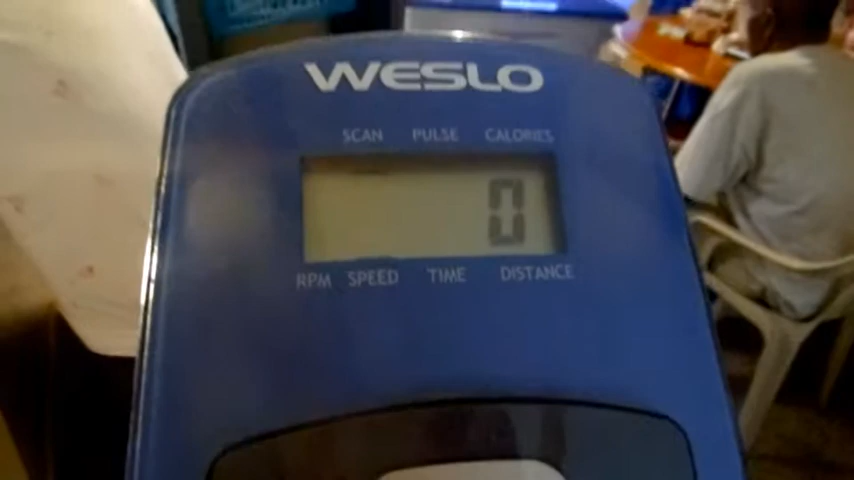 WESLO
SCAN PULSE CALORIES
0
RPM SPEED TIME DISTANCE